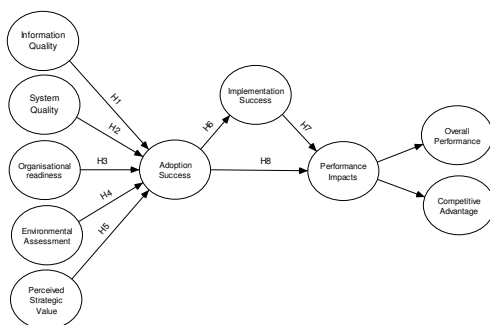 Information
Quality
H1
System
Quality
H2
Organisational
readiness
H3
Environmental
Assessment
H4
Perceived
Strategic
Value
H5
Adoption
Success
H6
Implementation
Success
H7
H8
Performance
Impacts
Overall
Performance
Competitive
Advantage